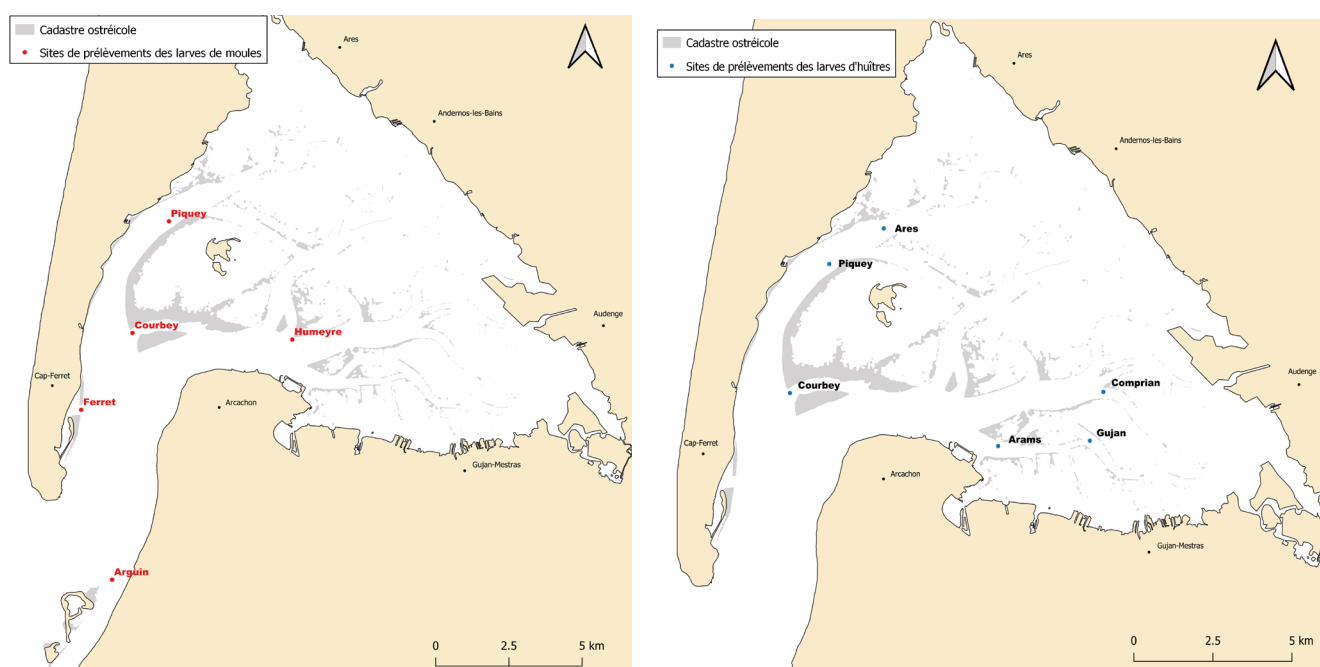 Cadastre ostréicole
Sites de prélèvements des larves de moules
Ares
Andernos-les-Bains
Piquey
Courbey
Humeyre
Audenge
Cap-Ferret
Ferret
Arcachon
Gujan-Mestras
Arguin
0 2.5 5 km
Cadastre ostréicole
Sites de prélèvements des larves d'huîtres
Ares
Andernos-les-Bains
Ares
Piquey
Courbey
Comprian
Audenge
Cap-Ferret
Arams
Gujan
Arcachon
Gujan-Mestras
0 2.5 5 km